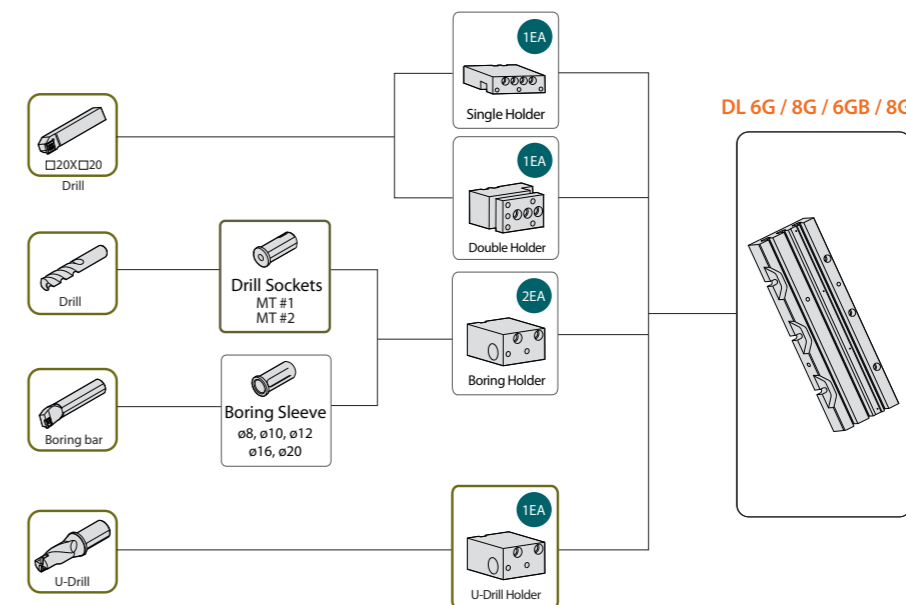 1EA
Single Holder
DL 6G / 8G / 6GB / 8G
□20X□20
Drill
1EA
Double Holder
Drill
Drill Sockets
MT #1
MT #2
2EA
Boring Holder
Boring bar
Boring Sleeve
ø8, ø10, ø12
ø16, ø20
1EA
U-Drill
U-Drill Holder